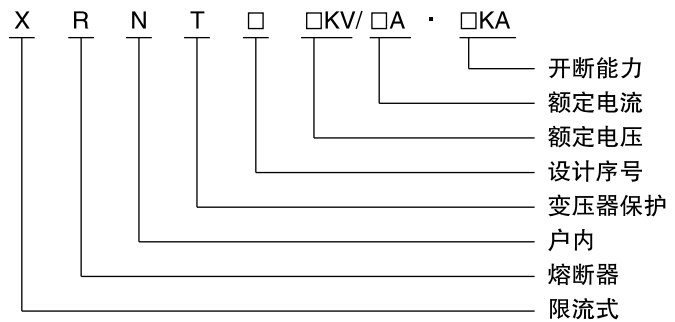 X R N T □ □KV/□A · □KA
开断能力
额定电流
额定电压
设计序号
变压器保护
户内
熔断器
限流式